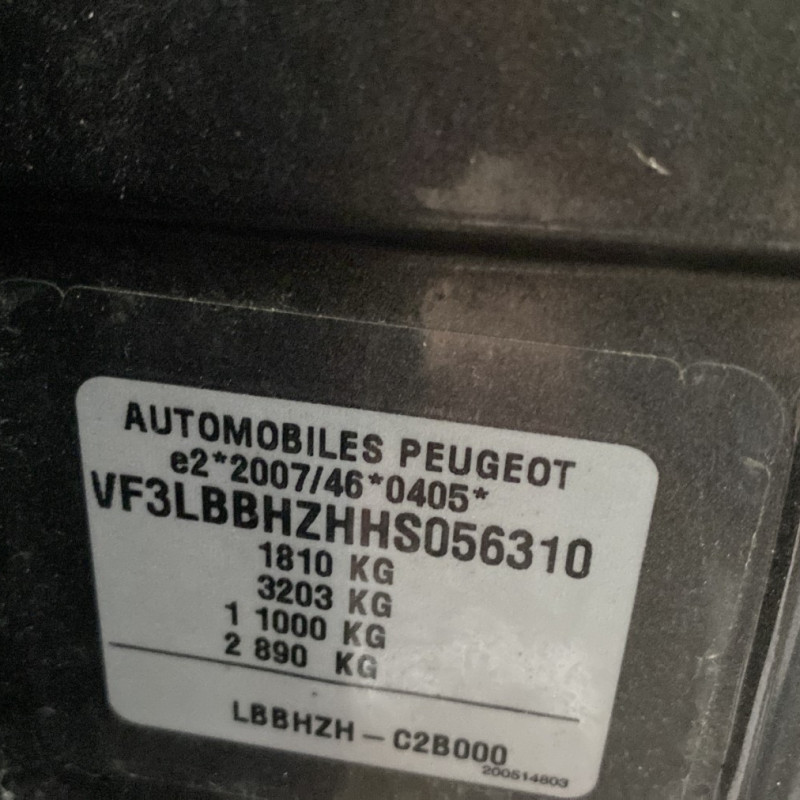 AUTOMOBILES PEUGEOT
e2*2007/46*0405*
VF3LBBHZHHS056310
1810 KG
3203 KG
1 1000 KG
2 890 KG
LBBHZH – C2B000
200514803